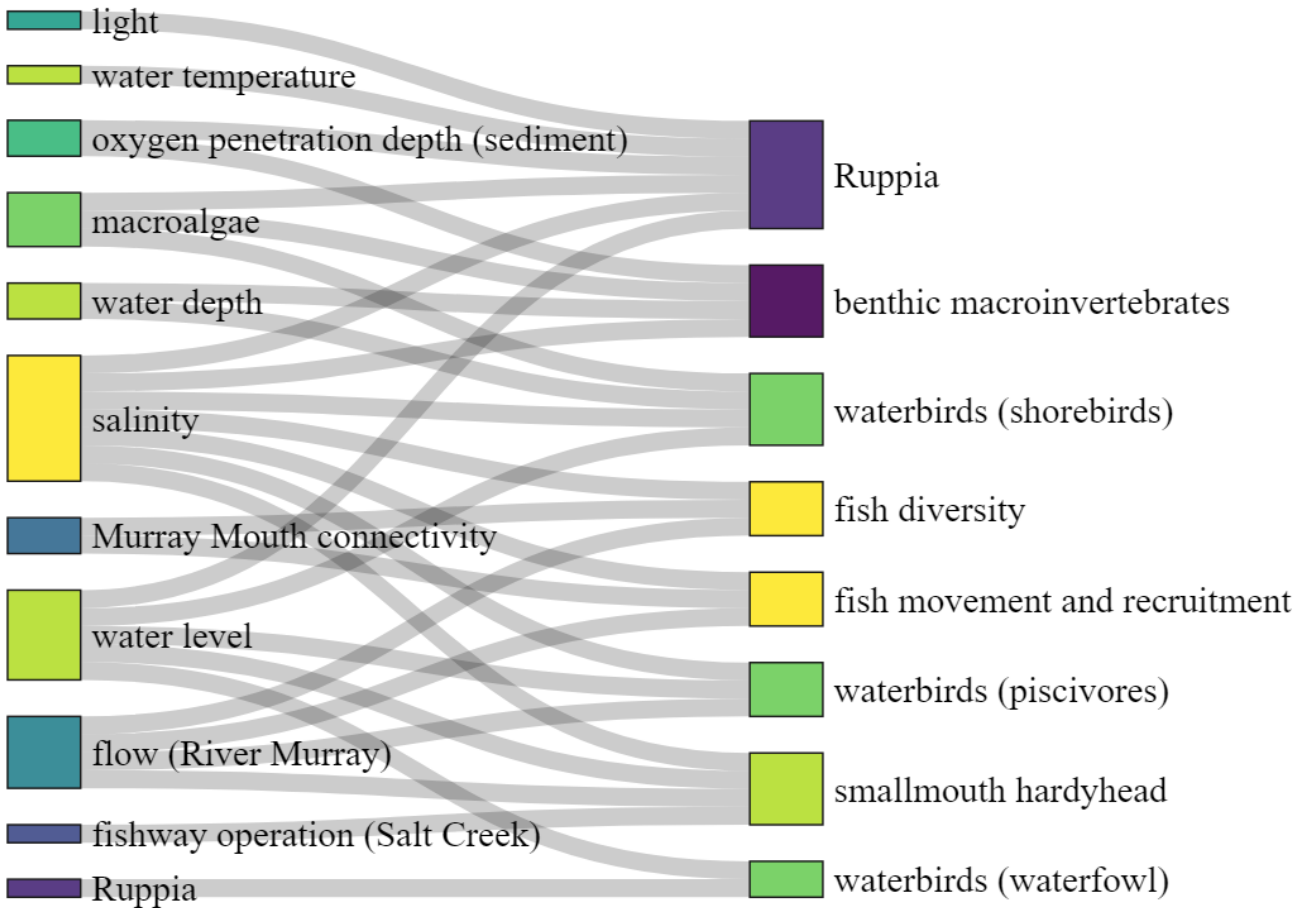 light
water temperature
oxygen penetration depth (sediment)
macroalgae
water depth
salinity
Murray Mouth connectivity
water level
flow (River Murray)
fishway operation (Salt Creek)
Ruppia
Ruppia
benthic macroinvertebrates
waterbirds (shorebirds)
fish diversity
fish movement and recruitment
waterbirds (piscivores)
smallmouth hardyhead
waterbirds (waterfowl)